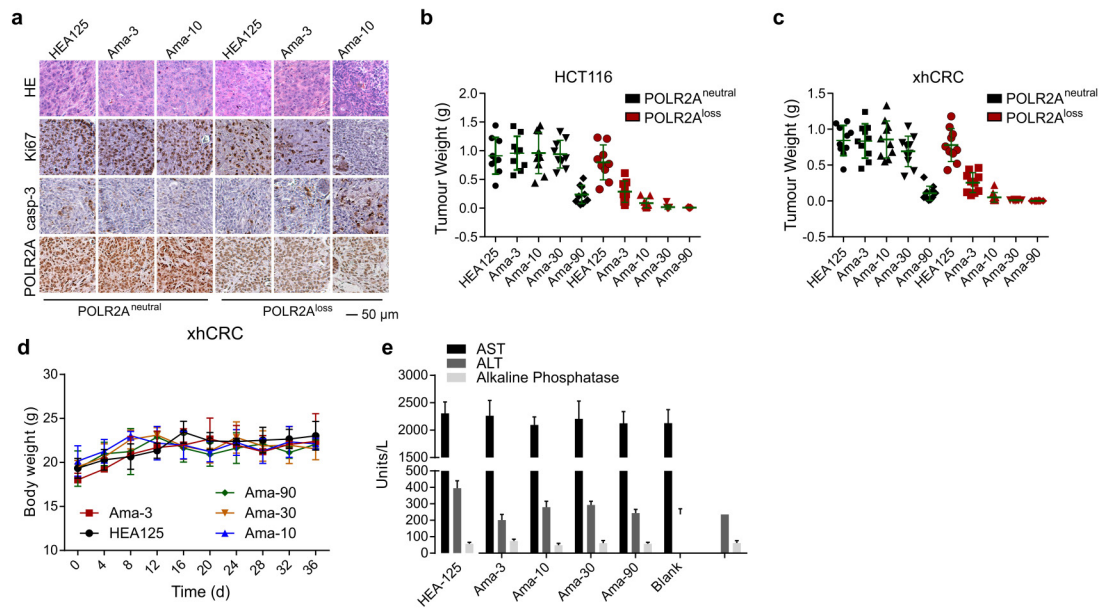 a
HEA125
Ama-3
Ama-10
HEA125
Ama-3
Ama-10
HE
Ki67
casp-3
POLR2A
POLR2A neutral
POLR2A loss
50 µm
b
HCT116
POLR2A neutral
POLR2A loss
Tumour Weight (g)
2.0
1.5
1.0
0.5
0.0
-0.5
HEA125
Ama-3
Ama-10
Ama-30
Ama-90
HEA125
Ama-3
Ama-10
Ama-30
Ama-90
c
xhCRC
POLR2A neutral
POLR2A loss
Tumour Weight (g)
2.0
1.5
1.0
0.5
0.0
-0.5
HEA125
Ama-3
Ama-10
Ama-30
Ama-90
HEA125
Ama-3
Ama-10
Ama-30
Ama-90
d
xhCRC
Body weight (g)
30
25
20
15
10
Ama-3
HEA125
Ama-90
Ama-30
Ama-10
0
4
8
12
16
20
24
28
32
36
Time (d)
e
AST
ALT
Alkaline Phosphatase
Units/L
3000
2500
2000
1500
500
400
300
200
100
0
HEA-125
Ama-3
Ama-10
Ama-30
Ama-90
Blank